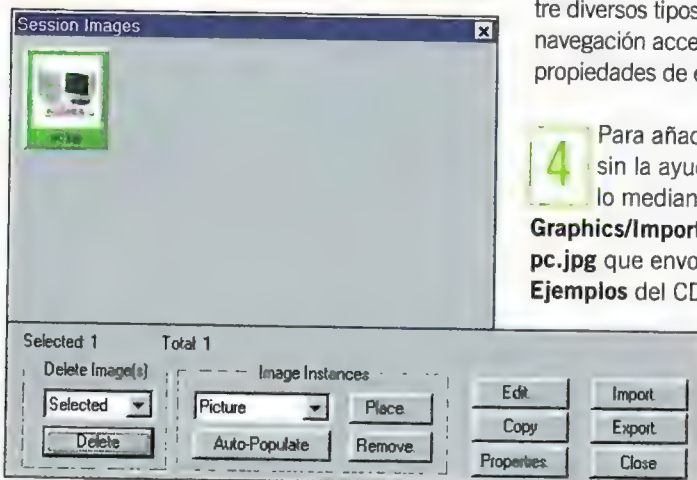 Session Images
Selected: 1 Total: 1
Delete Image(s)
Selected
Delete
Image Instances
Picture
Place
Auto-Populate
Remove
Edit
Copy
Properties
Import
Export
Close
tre diversos tipos
navegación acce
propiedades de
4
Para añad
sin la ayu
lo median
Graphics/Import
pc.jpg que envo
Ejemplos del CD